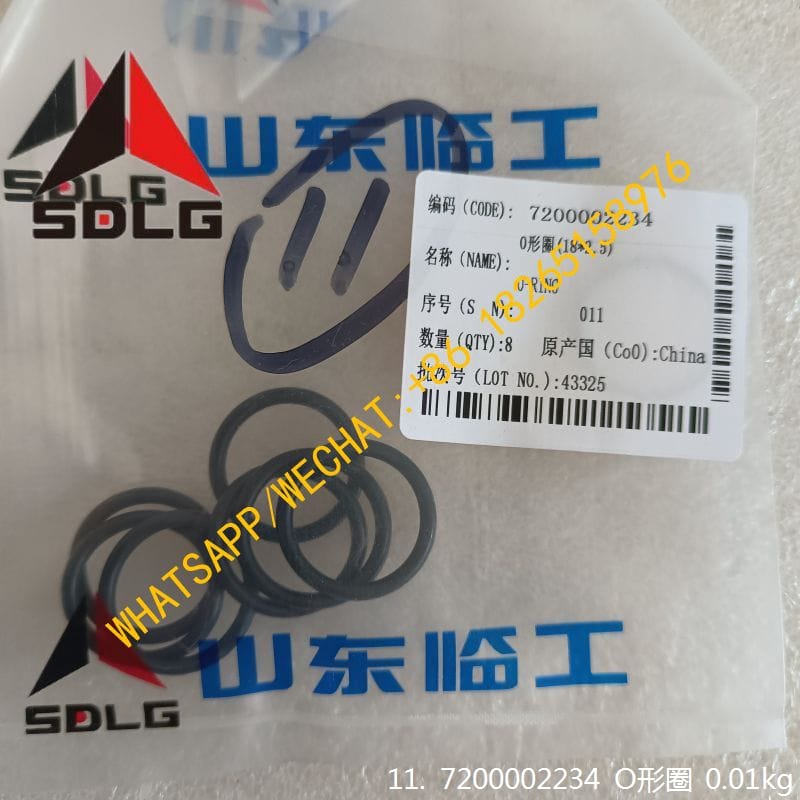 山东临工
SDLG
SDLG
11
编码(CODE): 7200002234
O形圈(18*2.5)
名称(NAME):
O-RING
序号(S N): 011
数量(QTY):8 原产国(CoO):China
批次号(LOT NO.):43325
WHATSAPP/WECHAT:+86 18265158976
山东临工
SDLG
11. 7200002234 O形圈 0.01kg